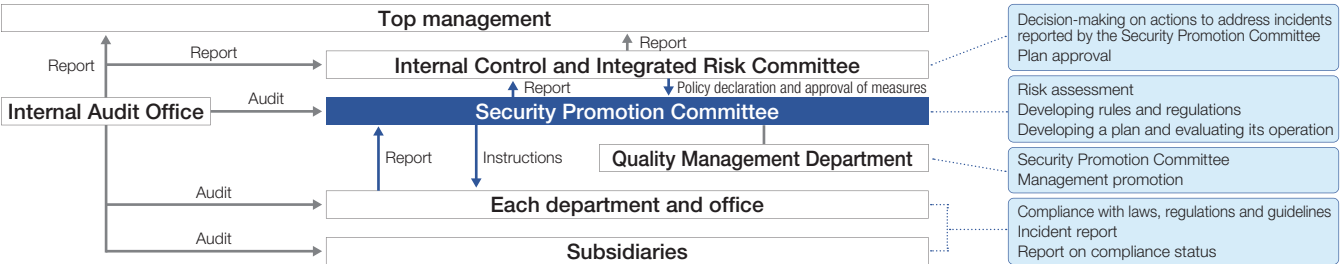 Top management
Decision-making on actions to address incidents
reported by the Security Promotion Committee
Plan approval
Report
Report
Report
Internal Control and Integrated Risk Committee
Report
Policy declaration and approval of measures
Internal Audit Office
Audit
Security Promotion Committee
Risk assessment
Developing rules and regulations
Developing a plan and evaluating its operation
Report
Instructions
Quality Management Department
Security Promotion Committee
Management promotion
Audit
Each department and office
Audit
Subsidiaries
Compliance with laws, regulations and guidelines
Incident report
Report on compliance status